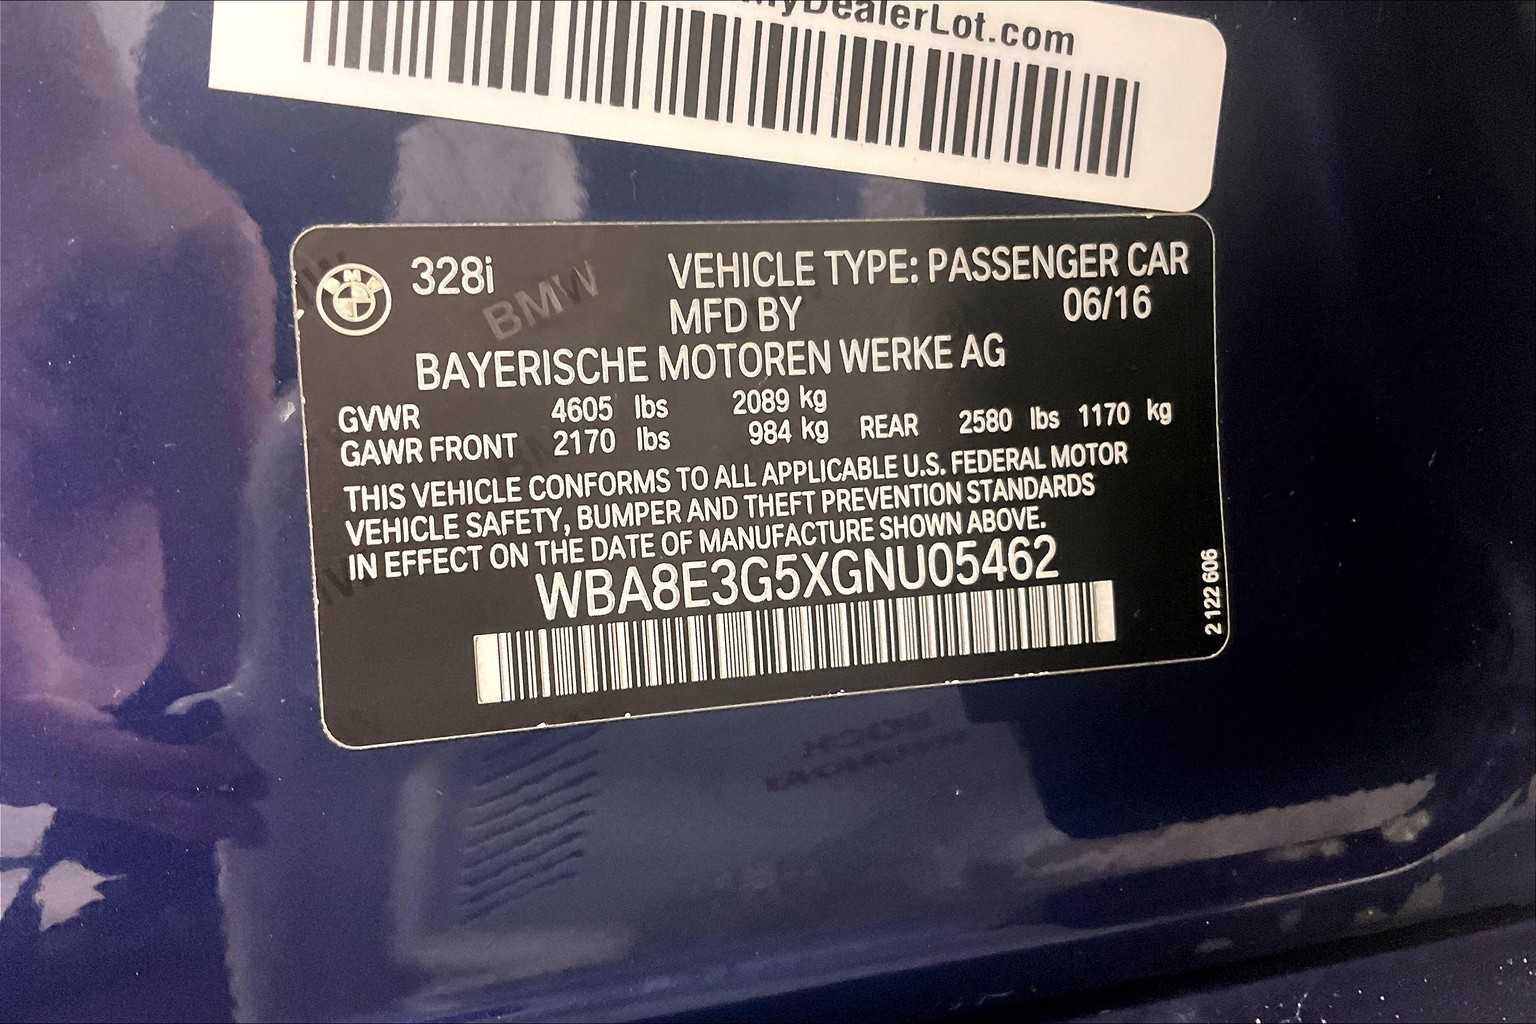 myDealerLot.com
328i
VEHICLE TYPE: PASSENGER CAR
MFD BY 06/16
BMW
BAYERISCHE MOTOREN WERKE AG
GVWR 4605 lbs 2089 kg
GAWR FRONT 2170 lbs 984 kg REAR 2580 lbs 1170 kg
THIS VEHICLE CONFORMS TO ALL APPLICABLE U.S. FEDERAL MOTOR
VEHICLE SAFETY, BUMPER AND THEFT PREVENTION STANDARDS
IN EFFECT ON THE DATE OF MANUFACTURE SHOWN ABOVE.
WBA8E3G5XGNU05462
2 122 606